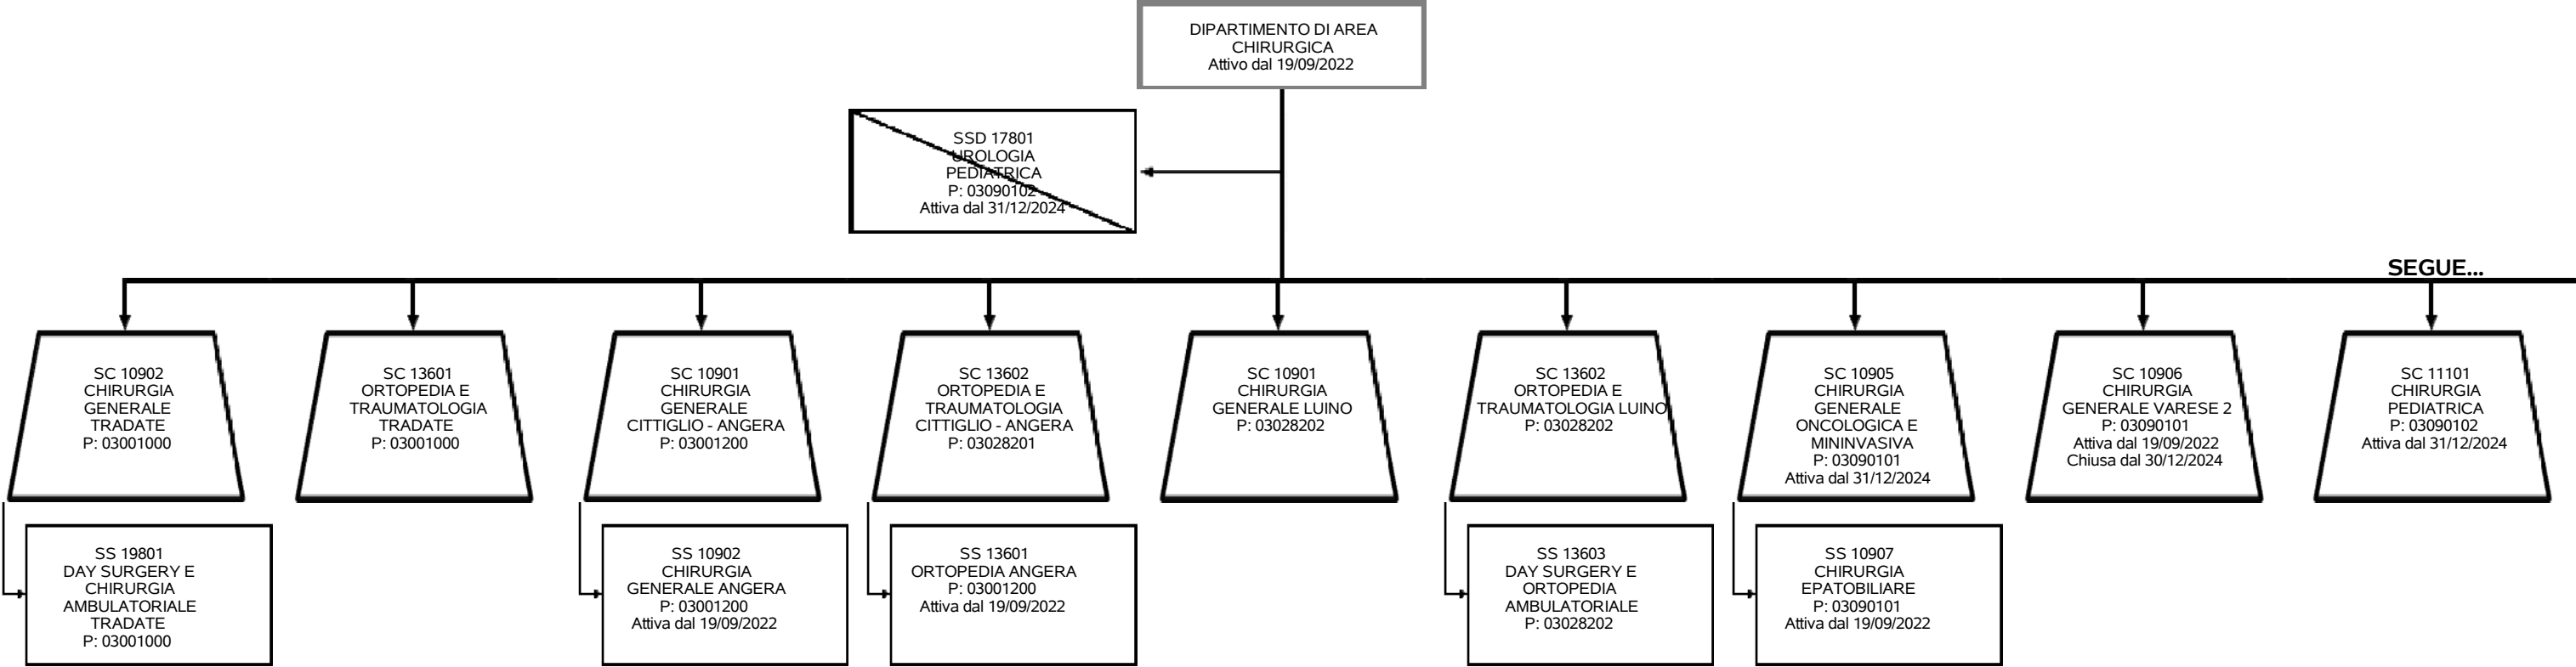 DIPARTIMENTO DI AREA
CHIRURGICA
Attivo dal 19/09/2022
SSD 17801
UROLOGIA
PEDIATRICA
P: 03090102
Attiva dal 31/12/2024
SEGUE...
SC 10902
CHIRURGIA
GENERALE
TRADATE
P: 03001000
SC 13601
ORTOPEDIA E
TRAUMATOLOGIA
TRADATE
P: 03001000
SC 10901
CHIRURGIA
GENERALE
CITTIGLIO - ANGERA
P: 03001200
SC 13602
ORTOPEDIA E
TRAUMATOLOGIA
CITTIGLIO - ANGERA
P: 03028201
SC 10901
CHIRURGIA
GENERALE LUINO
P: 03028202
SC 13602
ORTOPEDIA E
TRAUMATOLOGIA LUINO
P: 03028202
SC 10905
CHIRURGIA
GENERALE
ONCOLOGICA E
MININVASIVA
P: 03090101
Attiva dal 31/12/2024
SC 10906
CHIRURGIA
GENERALE VARESE 2
P: 03090101
Attiva dal 19/09/2022
Chiusa dal 30/12/2024
SC 11101
CHIRURGIA
PEDIATRICA
P: 03090102
Attiva dal 31/12/2024
SS 19801
DAY SURGERY E
CHIRURGIA
AMBULATORIALE
TRADATE
P: 03001000
SS 10902
CHIRURGIA
GENERALE ANGERA
P: 03001200
Attiva dal 19/09/2022
SS 13601
ORTOPEDIA ANGERA
P: 03001200
Attiva dal 19/09/2022
SS 13603
DAY SURGERY E
ORTOPEDIA
AMBULATORIALE
P: 03028202
SS 10907
CHIRURGIA
EPATOBILIARE
P: 03090101
Attiva dal 19/09/2022